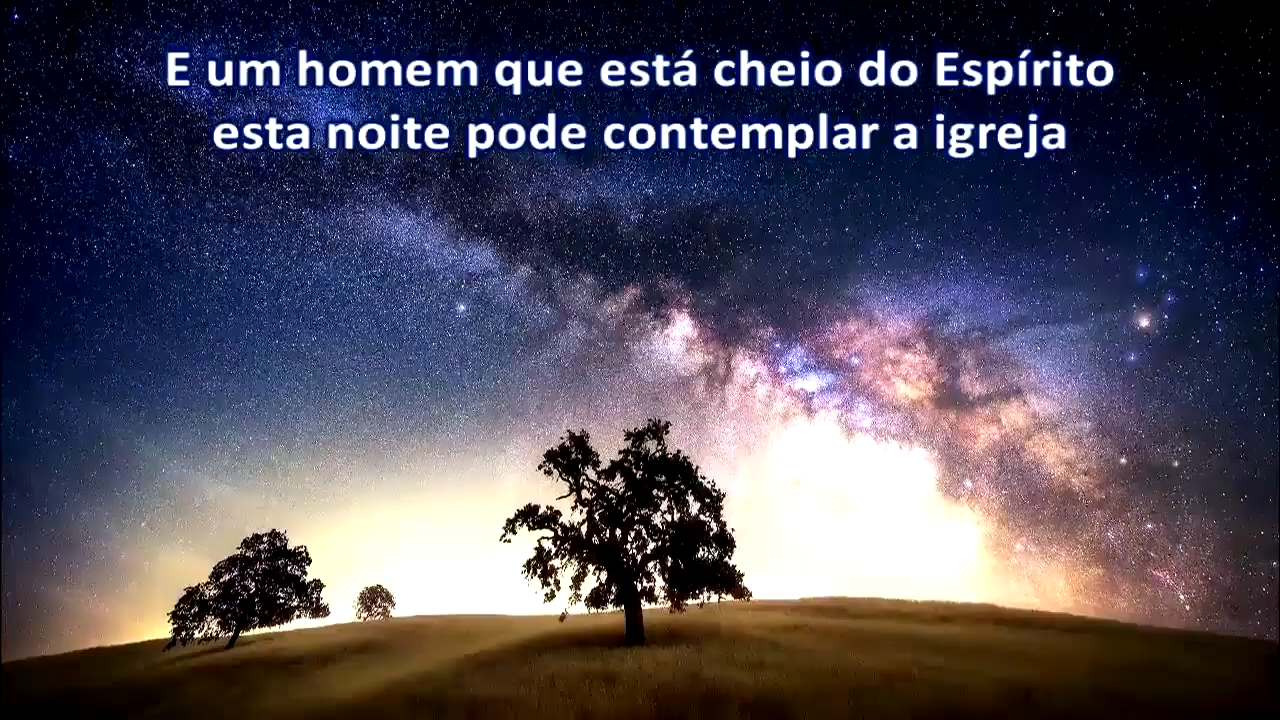 E um homem que está cheio do Espírito
esta noite pode contemplar a igreja